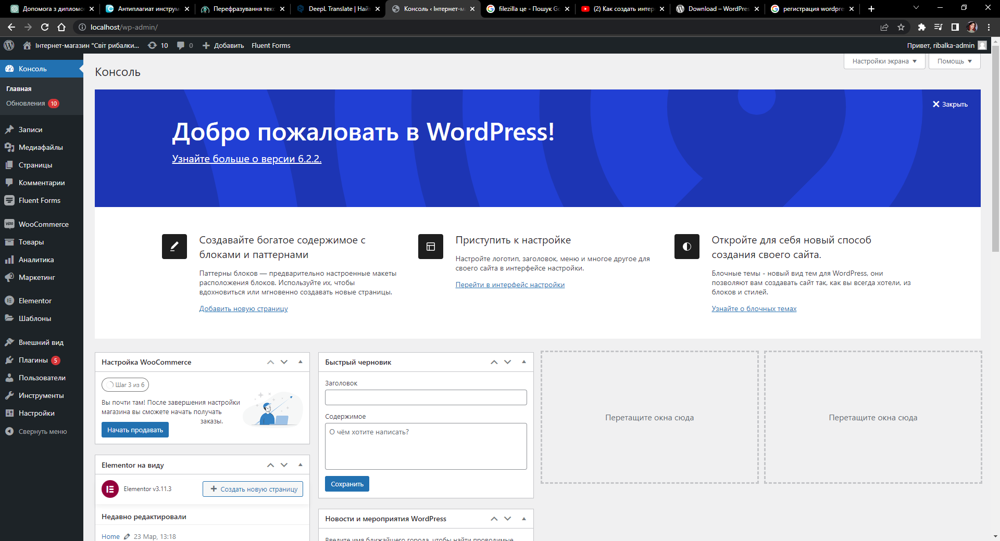 Допомога з дипломо
Антиплагиат инструм
Перефразування текс
DeepL Translate | Най
Консоль ‹ Інтернет-ма
filezilla це - Пошук Go
(2) Как создать интер
Download – WordPres
регистрация wordpre
localhost/wp-admin/
Інтернет-магазин "Світ рибалки...
10
0
Добавить
Fluent Forms
Привет, ribalka-admin
Консоль
Главная
Обновления 10
Записи
Медиафайлы
Страницы
Комментарии
Fluent Forms
WooCommerce
Товары
Аналитика
Маркетинг
Elementor
Шаблоны
Внешний вид
Плагины 5
Пользователи
Инструменты
Настройки
Свернуть меню
Консоль
Настройки экрана
Помощь
Закрыть
Добро пожаловать в WordPress!
Узнайте больше о версии 6.2.2.
Создавайте богатое содержимое с
блоками и паттернами
Паттерны блоков — предварительно настроенные макеты
расположения блоков. Используйте их, чтобы
вдохновиться или мгновенно создавать новые страницы.
Добавить новую страницу
Приступить к настройке
Настройте логотип, заголовок, меню и многое другое для
своего сайта в интерфейсе настройки.
Перейти в интерфейс настройки
Откройте для себя новый способ
создания своего сайта.
Блочные темы - новый вид тем для WordPress, они
позволяют вам создавать сайт так, как вы всегда хотели, из
блоков и стилей.
Узнайте о блочных темах
Настройка WooCommerce
Шаг 3 из 6
Вы почти там! После завершения настройки
магазина вы сможете начать получать
заказы.
Начать продавать
Elementor на виду
Elementor v3.11.3
Создать новую страницу
Недавно редактировали
Home 23 Мар, 13:18
Быстрый черновик
Заголовок
Содержимое
О чём хотите написать?
Сохранить
Новости и мероприятия WordPress
Введите имя ближайшего города, чтобы найти проводимые
Перетащите окна сюда
Перетащите окна сюда